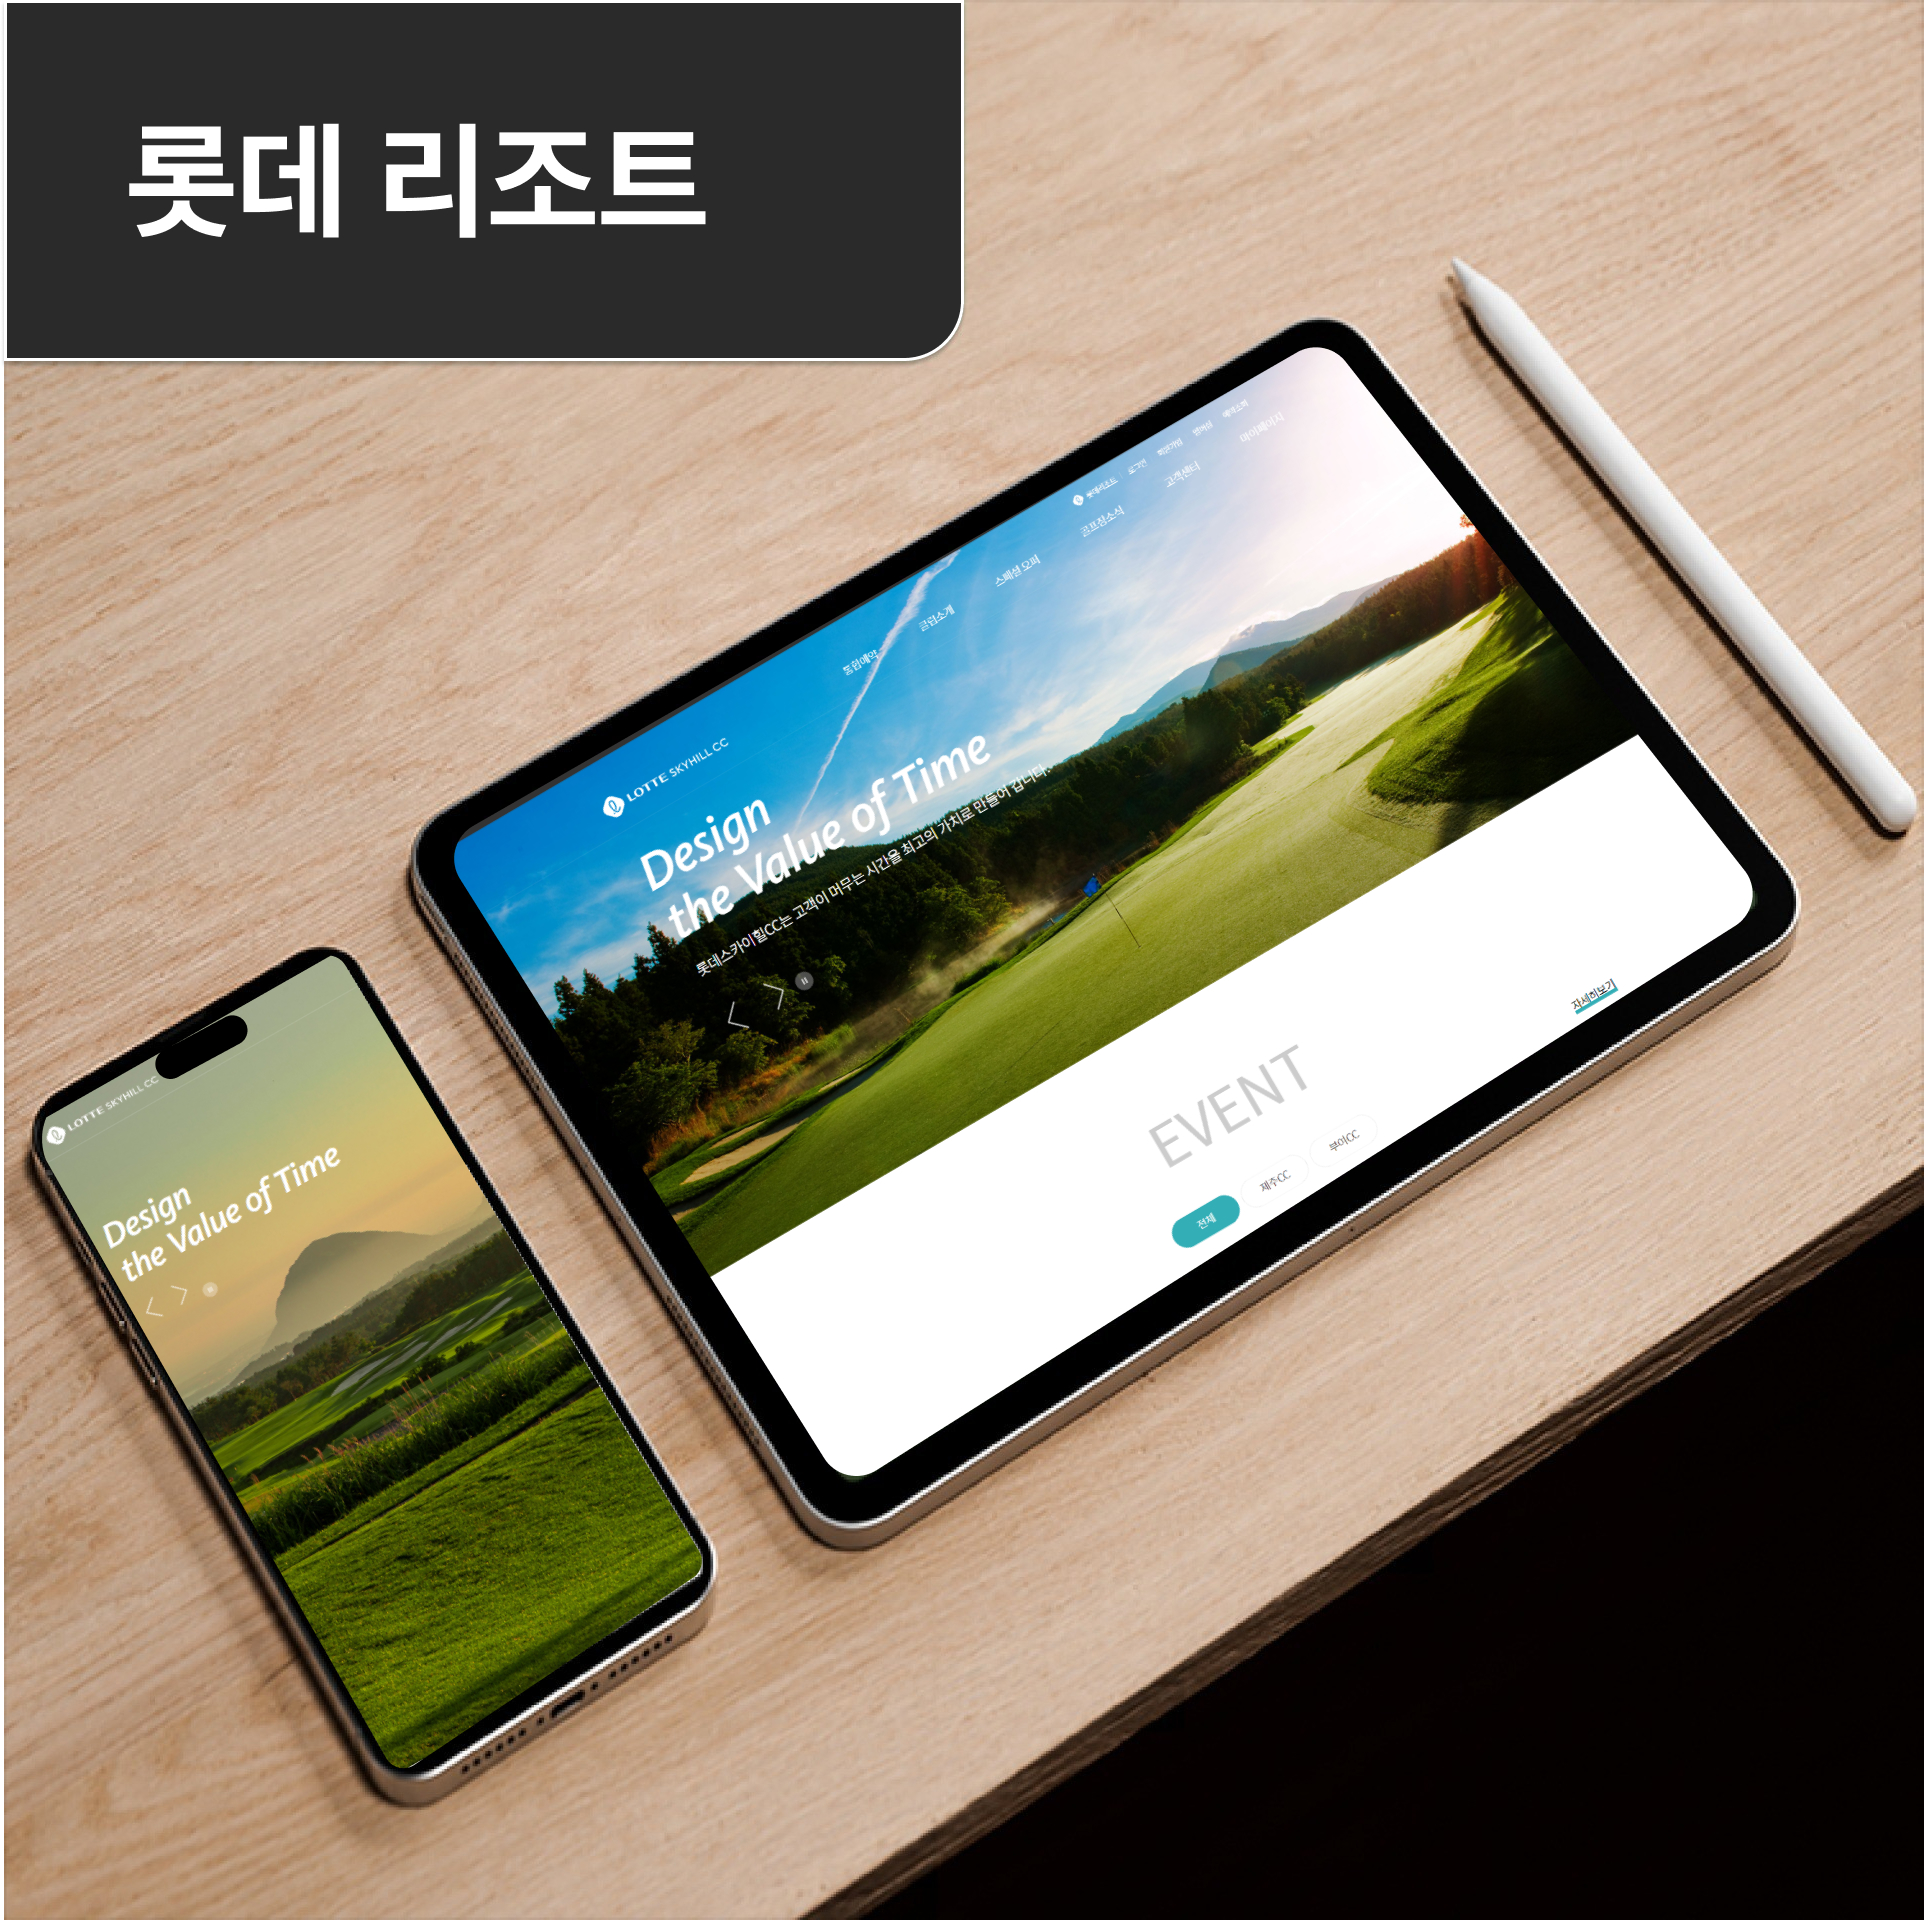 롯데 리조트
롯데리조트 로그인 회원가입 멤버십 예약조회
LOTTE SKYHILL CC
통합예약 클럽소개 스페셜 오퍼 골프장소식 고객센터 마이페이지
Design
the Value of Time
롯데스카이힐CC는 고객이 머무는 시간을 최고의 가치로 만들어 갑니다.
EVENT
자세히보기
전체 제주CC 부여CC
LOTTE SKYHILL CC
Design
the Value of Time